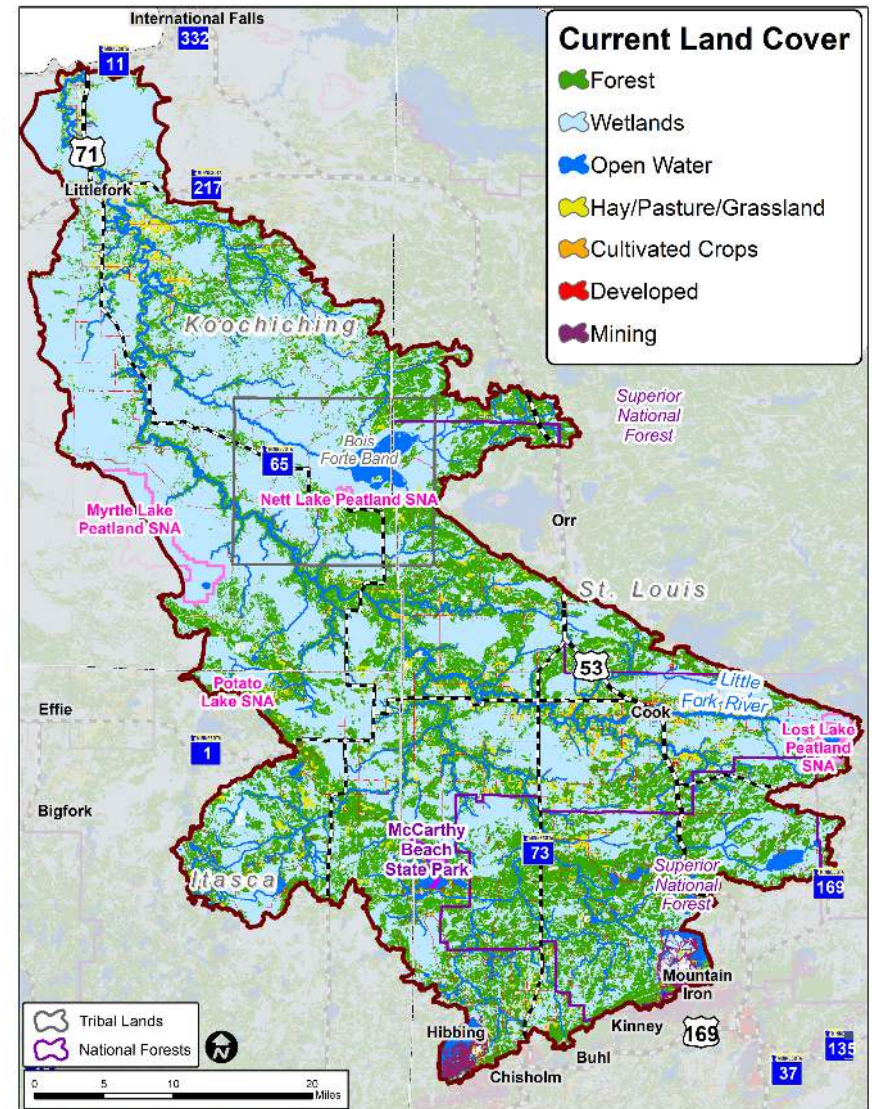 International Falls
332
11
Current Land Cover
Forest
Wetlands
Open Water
Hay/Pasture/Grassland
Cultivated Crops
Developed
Mining
71
Littlefork
217
Koochiching
Superior
National
Forest
Bois
Forte Band
65
Nett Lake Peatland SNA
Myrtle Lake
Peatland SNA
Orr
St. Louis
53
Potato
Lake SNA
Little
Fork River
Effie
Cook
Lost Lake
Peatland
SNA
1
Bigfork
McCarthy
Beach
State Park
73
Itasca
Superior
National
Forest
169
Mountain
Iron
Tribal Lands
National Forests
N
Hibbing
Kinney
169
135
Buhl
Chisholm
37
0 5 10 20
Miles